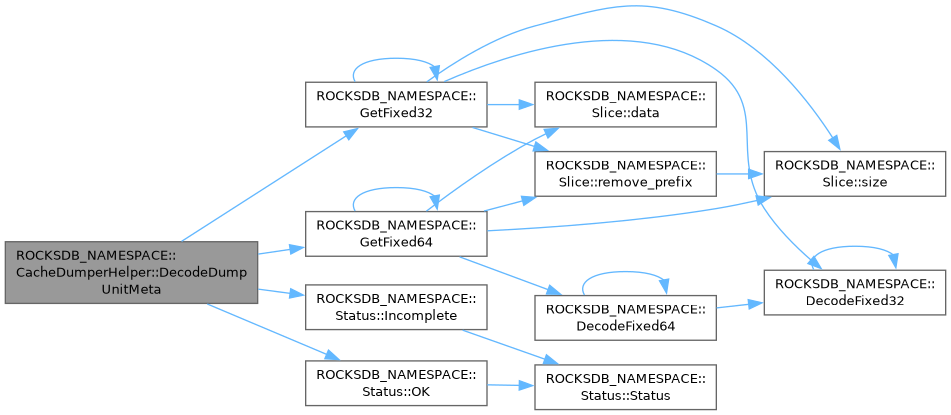 ROCKSDB_NAMESPACE::
CacheDumperHelper::DecodeDump
UnitMeta
ROCKSDB_NAMESPACE::
GetFixed32
ROCKSDB_NAMESPACE::
GetFixed64
ROCKSDB_NAMESPACE::
Status::Incomplete
ROCKSDB_NAMESPACE::
Status::OK
ROCKSDB_NAMESPACE::
Slice::data
ROCKSDB_NAMESPACE::
Slice::remove_prefix
ROCKSDB_NAMESPACE::
DecodeFixed64
ROCKSDB_NAMESPACE::
Status::Status
ROCKSDB_NAMESPACE::
Slice::size
ROCKSDB_NAMESPACE::
DecodeFixed32